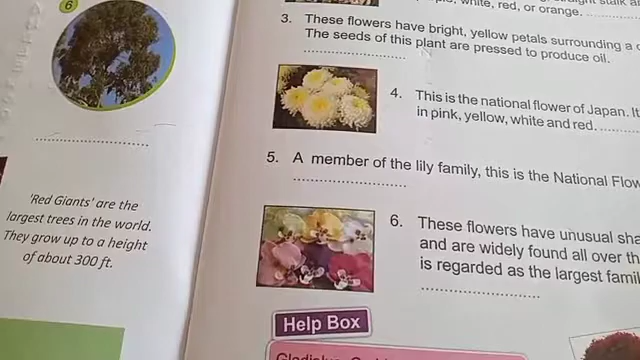 6
'Red Giants' are the
largest trees in the world.
They grow up to a height
of about 300 ft.
white, red, or orange.
3. These flowers have bright, yellow petals surrounding a
The seeds of this plant are pressed to produce oil.
4. This is the national flower of Japan. It
in pink, yellow, white and red.
5. A member of the lily family, this is the National
6. These flowers have unusual
and are widely found all over
is regarded as the largest
Help Box